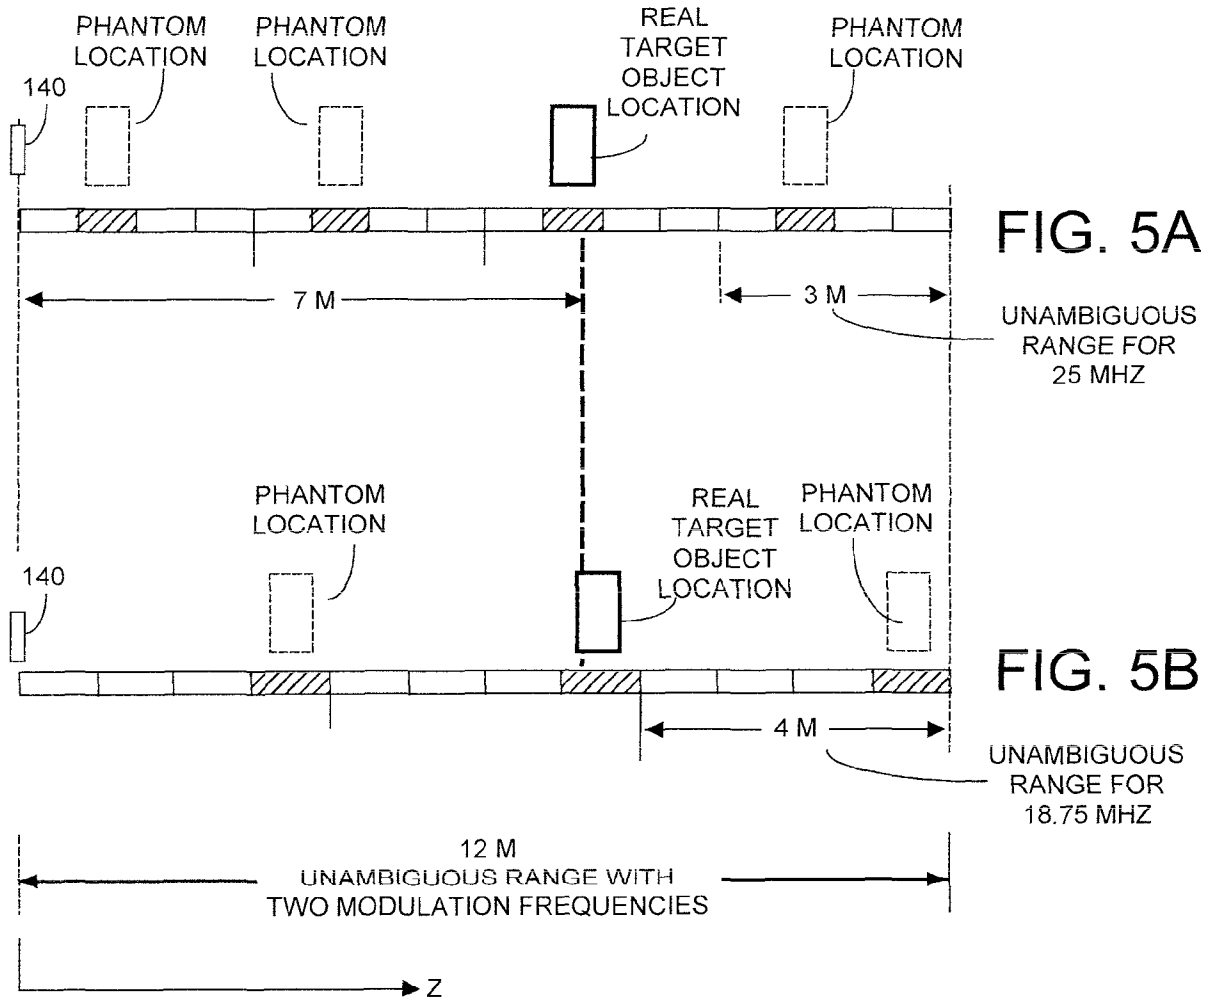 PHANTOM
LOCATION
PHANTOM
LOCATION
REAL
TARGET
OBJECT
LOCATION
PHANTOM
LOCATION
140
FIG. 5A
7 M
3 M
UNAMBIGUOUS
RANGE FOR
25 MHZ
PHANTOM
LOCATION
REAL
TARGET
OBJECT
LOCATION
PHANTOM
LOCATION
140
FIG. 5B
4 M
UNAMBIGUOUS
RANGE FOR
18.75 MHZ
12 M
UNAMBIGUOUS RANGE WITH
TWO MODULATION FREQUENCIES
Z